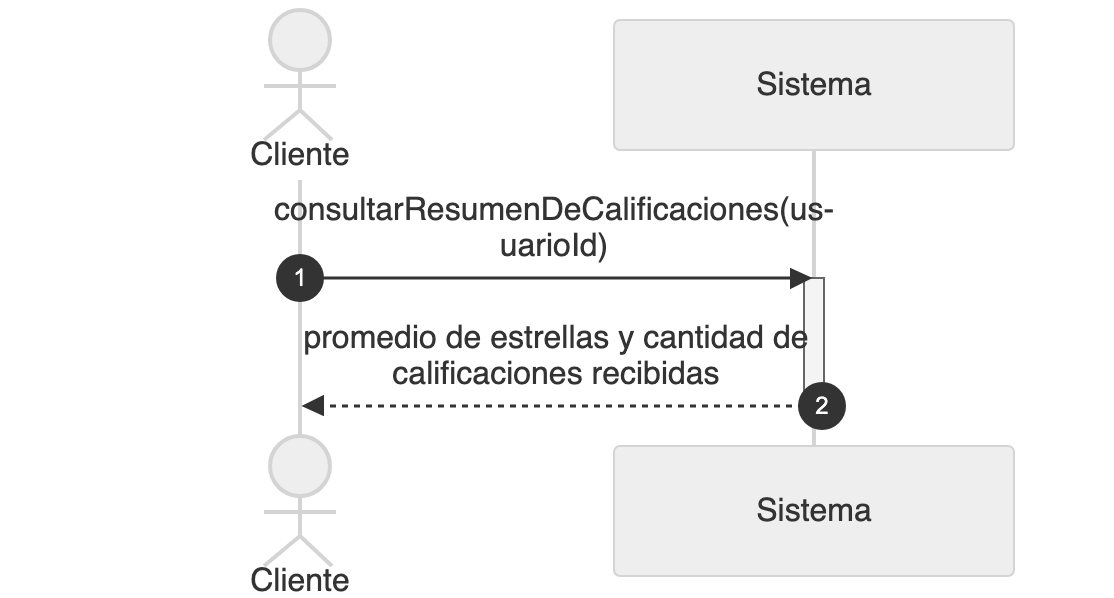 Sistema
Cliente
consultarResumenDeCalificaciones(us-
uarioId)
1
promedio de estrellas y cantidad de
calificaciones recibidas
2
Sistema
Cliente